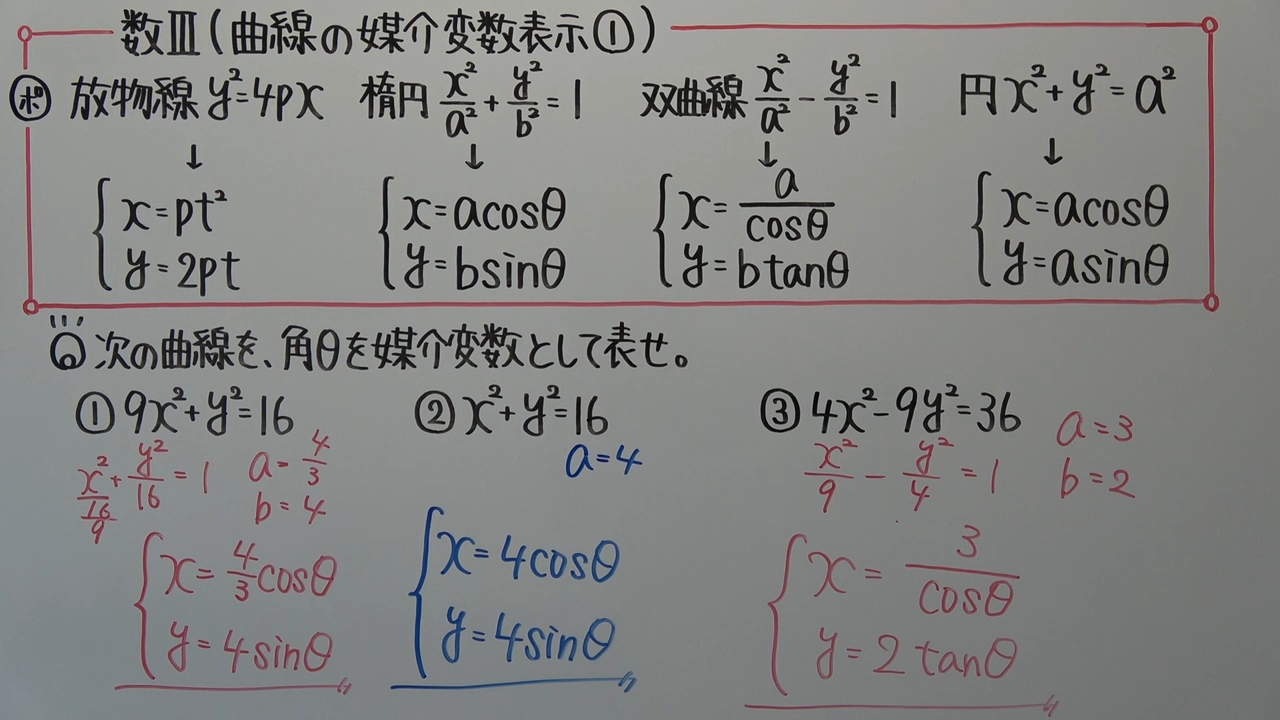 数Ⅲ(曲線の媒介変数表示①)
ポ 放物線 y²=4px 楕円 x²/a² + y²/b² = 1 双曲線 x²/a² - y²/b² = 1 円 x²+y²=a²
↓ ↓ ↓ ↓
{ x=pt² { x=acosθ { x=a/cosθ { x=acosθ
y=2pt y=bsinθ y=btanθ y=asinθ
Q 次の曲線を、角θを媒介変数として表せ。
① 9x²+y²=16 ② x²+y²=16 ③ 4x²-9y²=36
x²/(16/9) + y²/16 = 1 a=4/3 a=4 x²/9 - y²/4 = 1 a=3
b=4 b=2
{ x=4/3 cosθ { x=4cosθ { x=3/cosθ
y=4sinθ y=4sinθ y=2tanθ